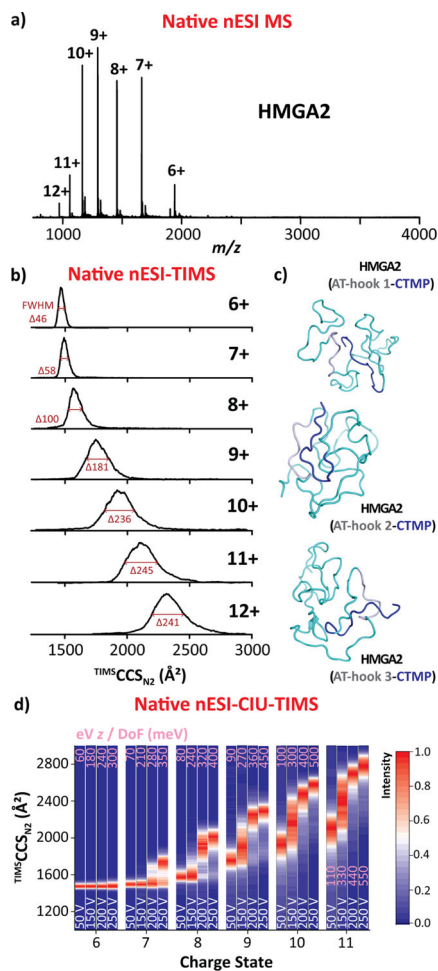 a)
Native nESI MS
9+
10+
7+
8+
HMGA2
11+
12+
6+
1000
2000
3000
4000
m/z
b)
Native nESI-TIMS
FWHM
Δ46
6+
Δ58
7+
Δ100
8+
Δ181
9+
Δ236
10+
Δ245
11+
Δ241
12+
1500
2000
2500
3000
TIMSCCSN2 (Å²)
c)
HMGA2
(AT-hook 1-CTMP)
HMGA2
(AT-hook 2-CTMP)
HMGA2
(AT-hook 3-CTMP)
d)
Native nESI-CIU-TIMS
eV z / DoF (meV)
60
180
240
300
70
210
280
350
80
240
320
400
90
270
360
450
100
300
400
500
110
330
440
550
2800
2400
2000
1600
1200
TIMSCCSN2 (Å²)
50 V
150 V
200 V
250 V
50 V
150 V
200 V
250 V
50 V
150 V
200 V
250 V
50 V
150 V
200 V
250 V
50 V
150 V
200 V
250 V
50 V
150 V
200 V
250 V
6
7
8
9
10
11
Charge State
Intensity
1.0
0.8
0.6
0.4
0.2
0.0